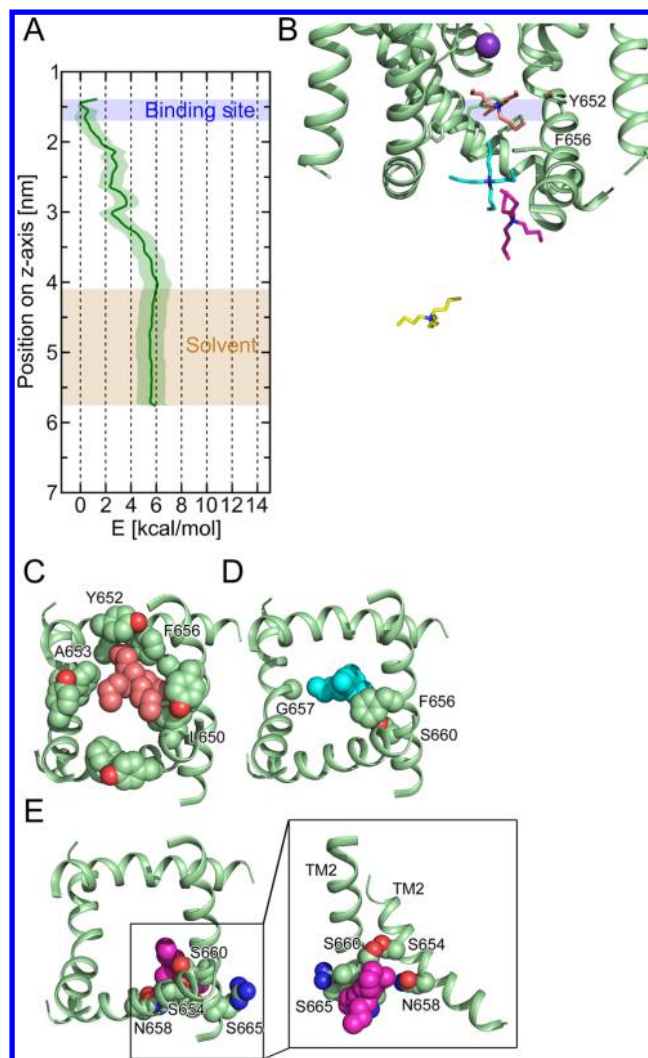 A
1
2
3
4
5
6
7
Position on z-axis [nm]
Binding site
Solvent
0 2 4 6 8 10 12 14
E [kcal/mol]
B
Y652
F656
C
Y652
F656
A653
L650
D
G657
F656
S660
E
S660
S654
N658
S665
TM2
TM2
S660
S654
S665
N658